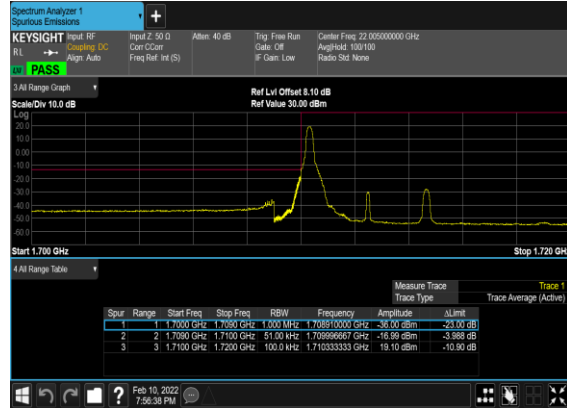 Spectrum Analyzer 1
Spurious Emissions
KEYSIGHT Input: RF Input Z: 50 Ω Atten: 40 dB Trig: Free Run Center Freq: 22.005000000 GHz
RL Coupling: DC Corr CCorr Gate: Off Avg|Hold: 100/100
Align: Auto Freq Ref: Int (S) IF Gain: Low Radio Std: None
PASS
3 All Range Graph
Ref Lvl Offset 8.10 dB
Scale/Div 10.0 dB Ref Value 30.00 dBm
Log
20.0
10.0
0.00
-10.0
-20.0
-30.0
-40.0
-50.0
-60.0
Start 1.700 GHz Stop 1.720 GHz
4 All Range Table
Measure Trace Trace 1
Trace Type Trace Average (Active)
Spur Range Start Freq Stop Freq RBW Frequency Amplitude ΔLimit
1 1 1.7000 GHz 1.7090 GHz 1.000 MHz 1.708910000 GHz -36.00 dBm -23.00 dB
2 2 1.7090 GHz 1.7100 GHz 51.00 kHz 1.709996667 GHz -16.99 dBm -3.988 dB
3 3 1.7100 GHz 1.7200 GHz 100.0 kHz 1.710333333 GHz 19.10 dBm -10.90 dB
? Feb 10, 2022
7:56:38 PM